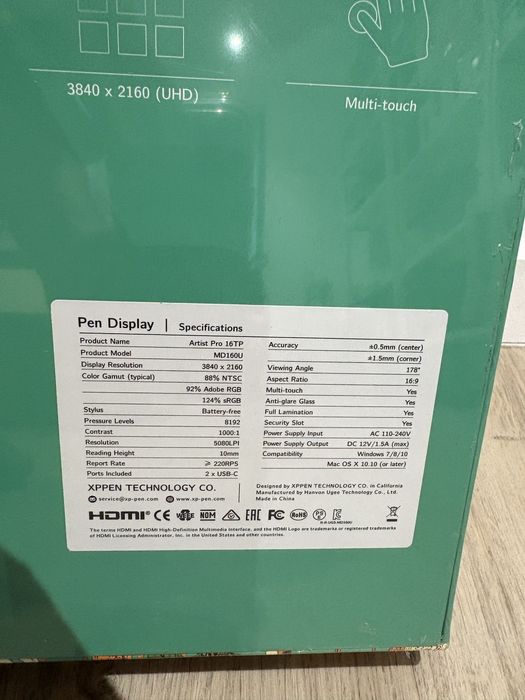 3840 x 2160 (UHD)
Multi-touch
Pen Display | Specifications
Product Name Artist Pro 16TP
Product Model MD160U
Display Resolution 3840 x 2160
Color Gamut (typical) 88% NTSC
92% Adobe RGB
124% sRGB
Stylus Battery-free
Pressure Levels 8192
Contrast 1000:1
Resolution 5080LPI
Reading Height 10mm
Report Rate ≥ 220RPS
Ports Included 2 x USB-C
Accuracy ±0.5mm (center)
±1.5mm (corner)
Viewing Angle 178°
Aspect Ratio 16:9
Multi-touch Yes
Anti-glare Glass Yes
Full Lamination Yes
Security Slot Yes
Power Supply Input AC 110-240V
Power Supply Output DC 12V/1.5A (max)
Compatibility Windows 7/8/10
Mac OS X 10.10 (or later)
XPPEN TECHNOLOGY CO.
service@xp-pen.com www.xp-pen.com
Designed by XPPEN TECHNOLOGY CO. in California
Manufactured by Hanvon Ugee Technology Co., Ltd.
Made in China
HDMI CE NOM EAC FC RoHS
The terms HDMI and HDMI High-Definition Multimedia Interface, and the HDMI Logo are trademarks or registered trademarks
of HDMI Licensing Administrator, Inc. in the United States and other countries.